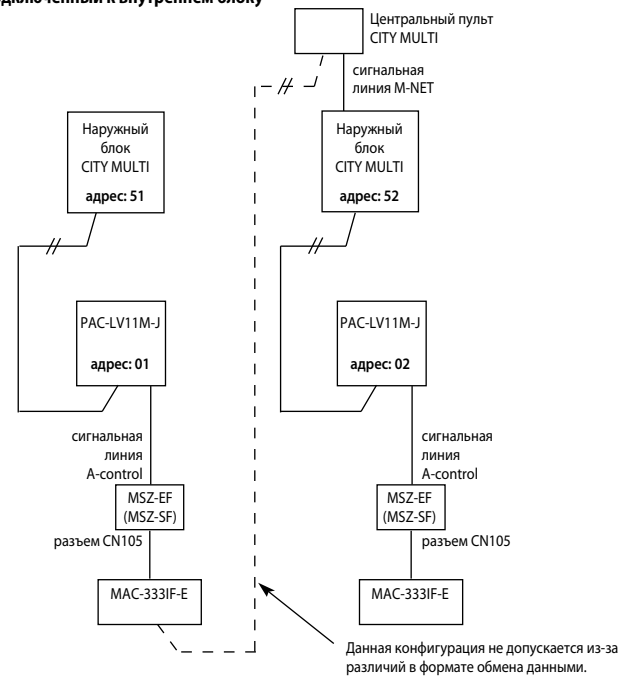 дключенный к внутреннем блоку
Центральный пульт
CITY MULTI
сигнальная
линия M-NET
Наружный
блок
CITY MULTI
адрес: 51
Наружный
блок
CITY MULTI
адрес: 52
PAC-LV11M-J
адрес: 01
PAC-LV11M-J
адрес: 02
сигнальная
линия
A-control
сигнальная
линия
A-control
MSZ-EF
(MSZ-SF)
MSZ-EF
(MSZ-SF)
разъем CN105
разъем CN105
MAC-333IF-E
MAC-333IF-E
Данная конфигурация не допускается из-за
различий в формате обмена данными.